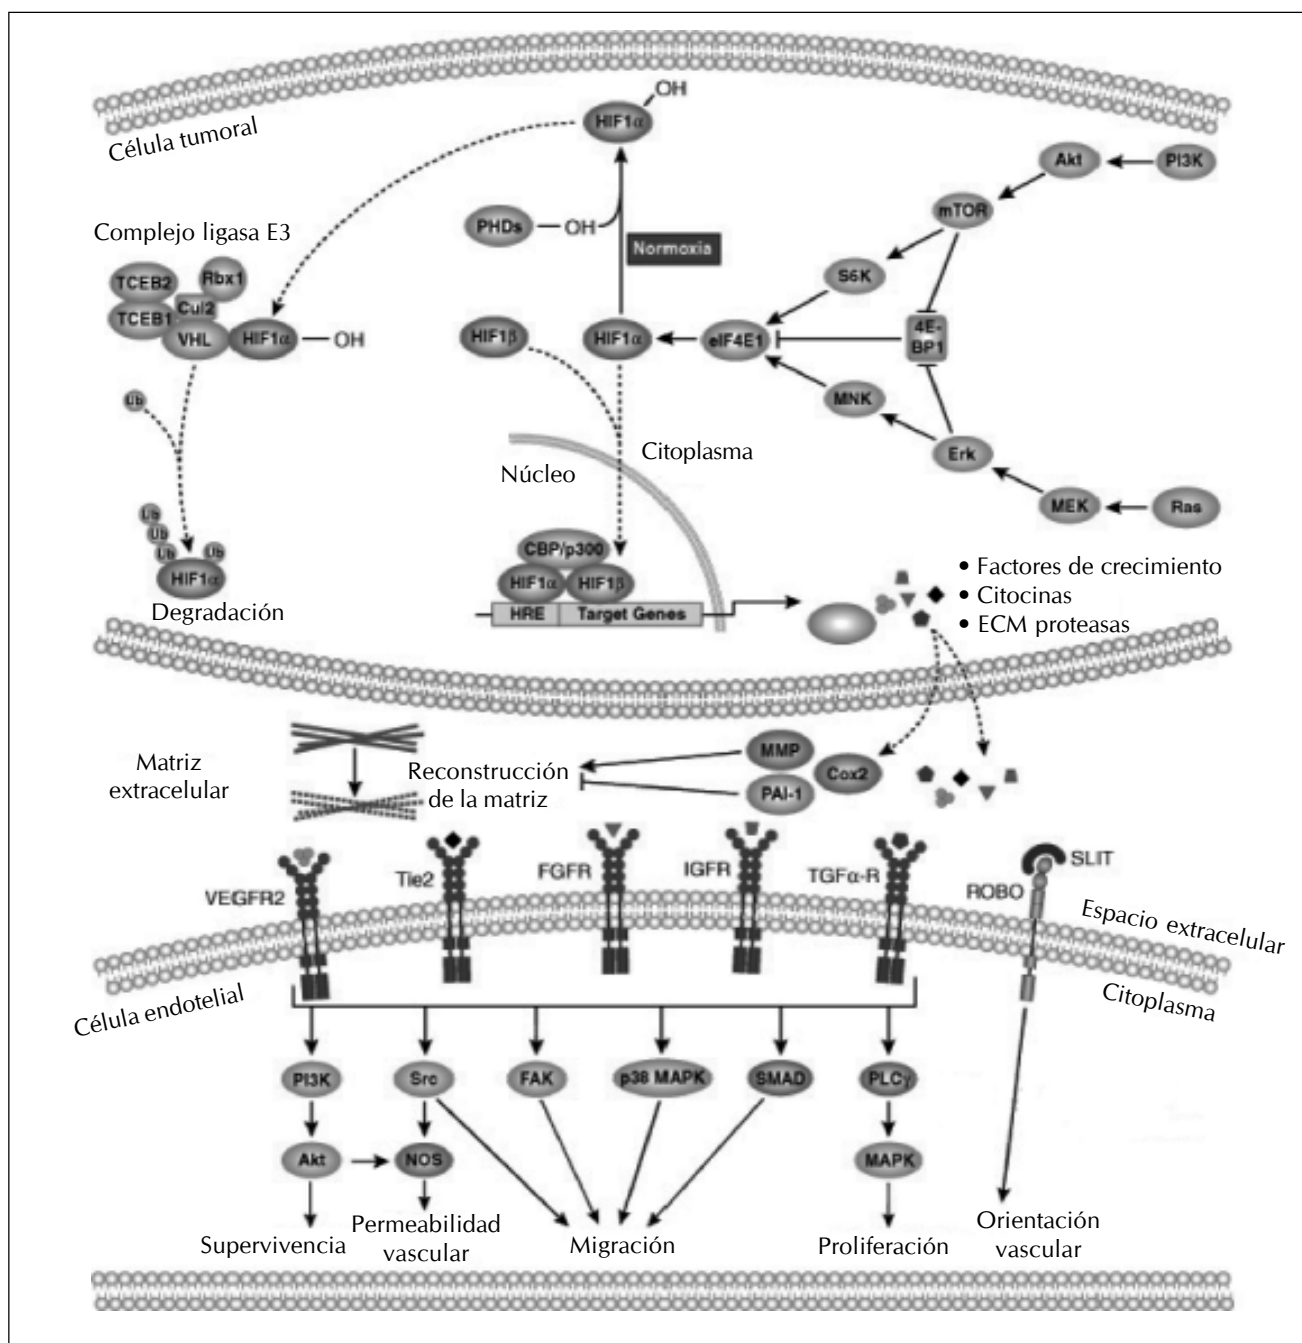 OH
HIF1α
Célula tumoral
Akt
PI3K
mTOR
Complejo ligasa E3
PHDs
OH
Normoxia
TCEB2
Rbx1
S6K
Cul2
TCEB1
VHL
HIF1α
OH
HIF1β
HIF1α
eIF4E1
4E-
BP1
Ub
MNK
Citoplasma
Núcleo
Erk
MEK
Ras
Ub
Ub
Ub
Ub
HIF1α
Degradación
CBP/p300
HIF1α
HIF1β
HRE
Target Genes
• Factores de crecimiento
• Citocinas
• ECM proteasas
Matriz
extracelular
Reconstrucción
de la matriz
MMP
Cox2
PAI-1
VEGFR2
Tie2
FGFR
IGFR
TGFα-R
SLIT
ROBO
Espacio extracelular
Célula endotelial
Citoplasma
PI3K
Src
FAK
p38 MAPK
SMAD
PLCγ
Akt
NOS
MAPK
Supervivencia
Permeabilidad
vascular
Migración
Proliferación
Orientación
vascular